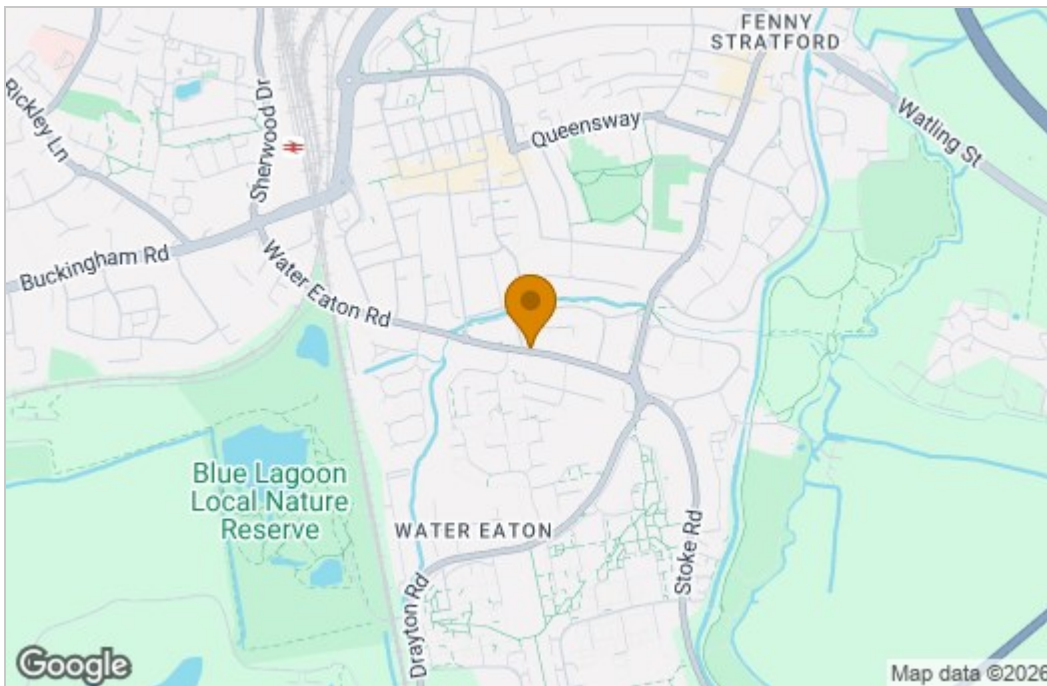 FENNY
STRATFORD
Rickley Ln
Sherwood Dr
Queensway
Watling St
Buckingham Rd
Water Eaton Rd
Blue Lagoon
Local Nature
Reserve
WATER EATON
Stoke Rd
Drayton Rd
Google
Map data ©2026